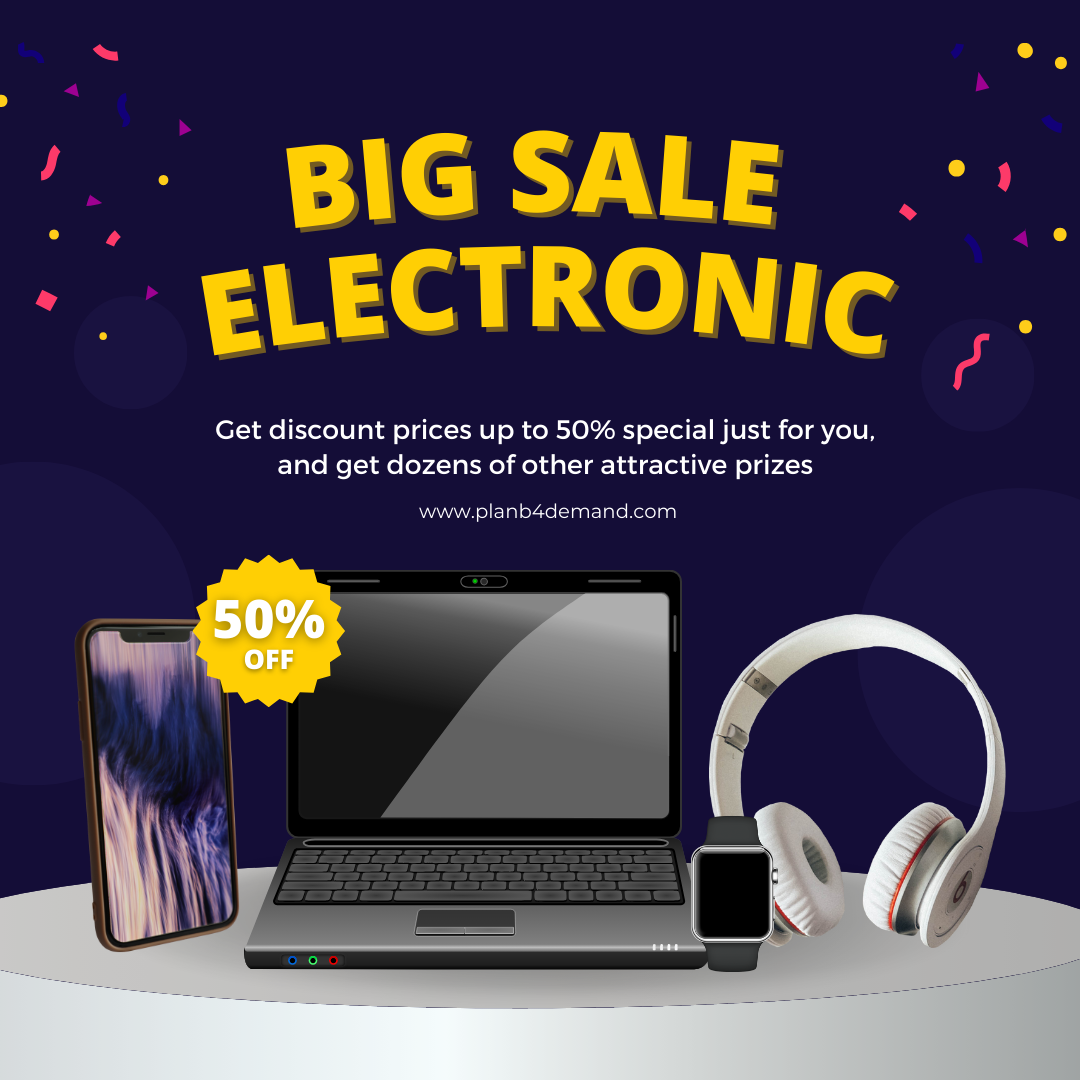 BIG SALE
ELECTRONIC
Get discount prices up to 50% special just for you,
and get dozens of other attractive prizes
www.planb4demand.com
50%
OFF